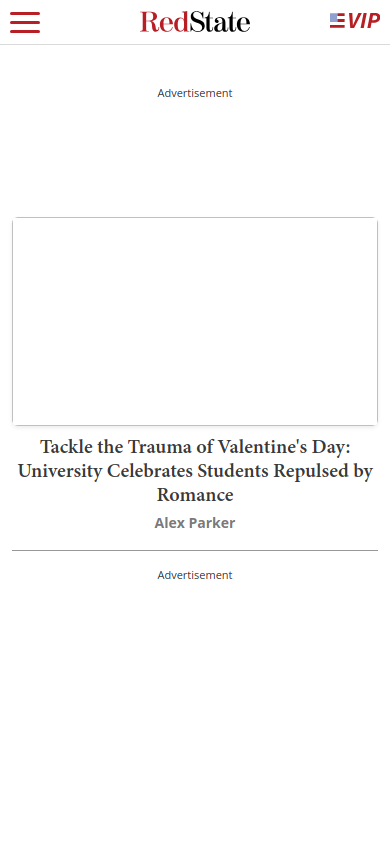 RedState
VIP
Advertisement
Tackle the Trauma of Valentine's Day:
University Celebrates Students Repulsed by
Romance
Alex Parker
Advertisement